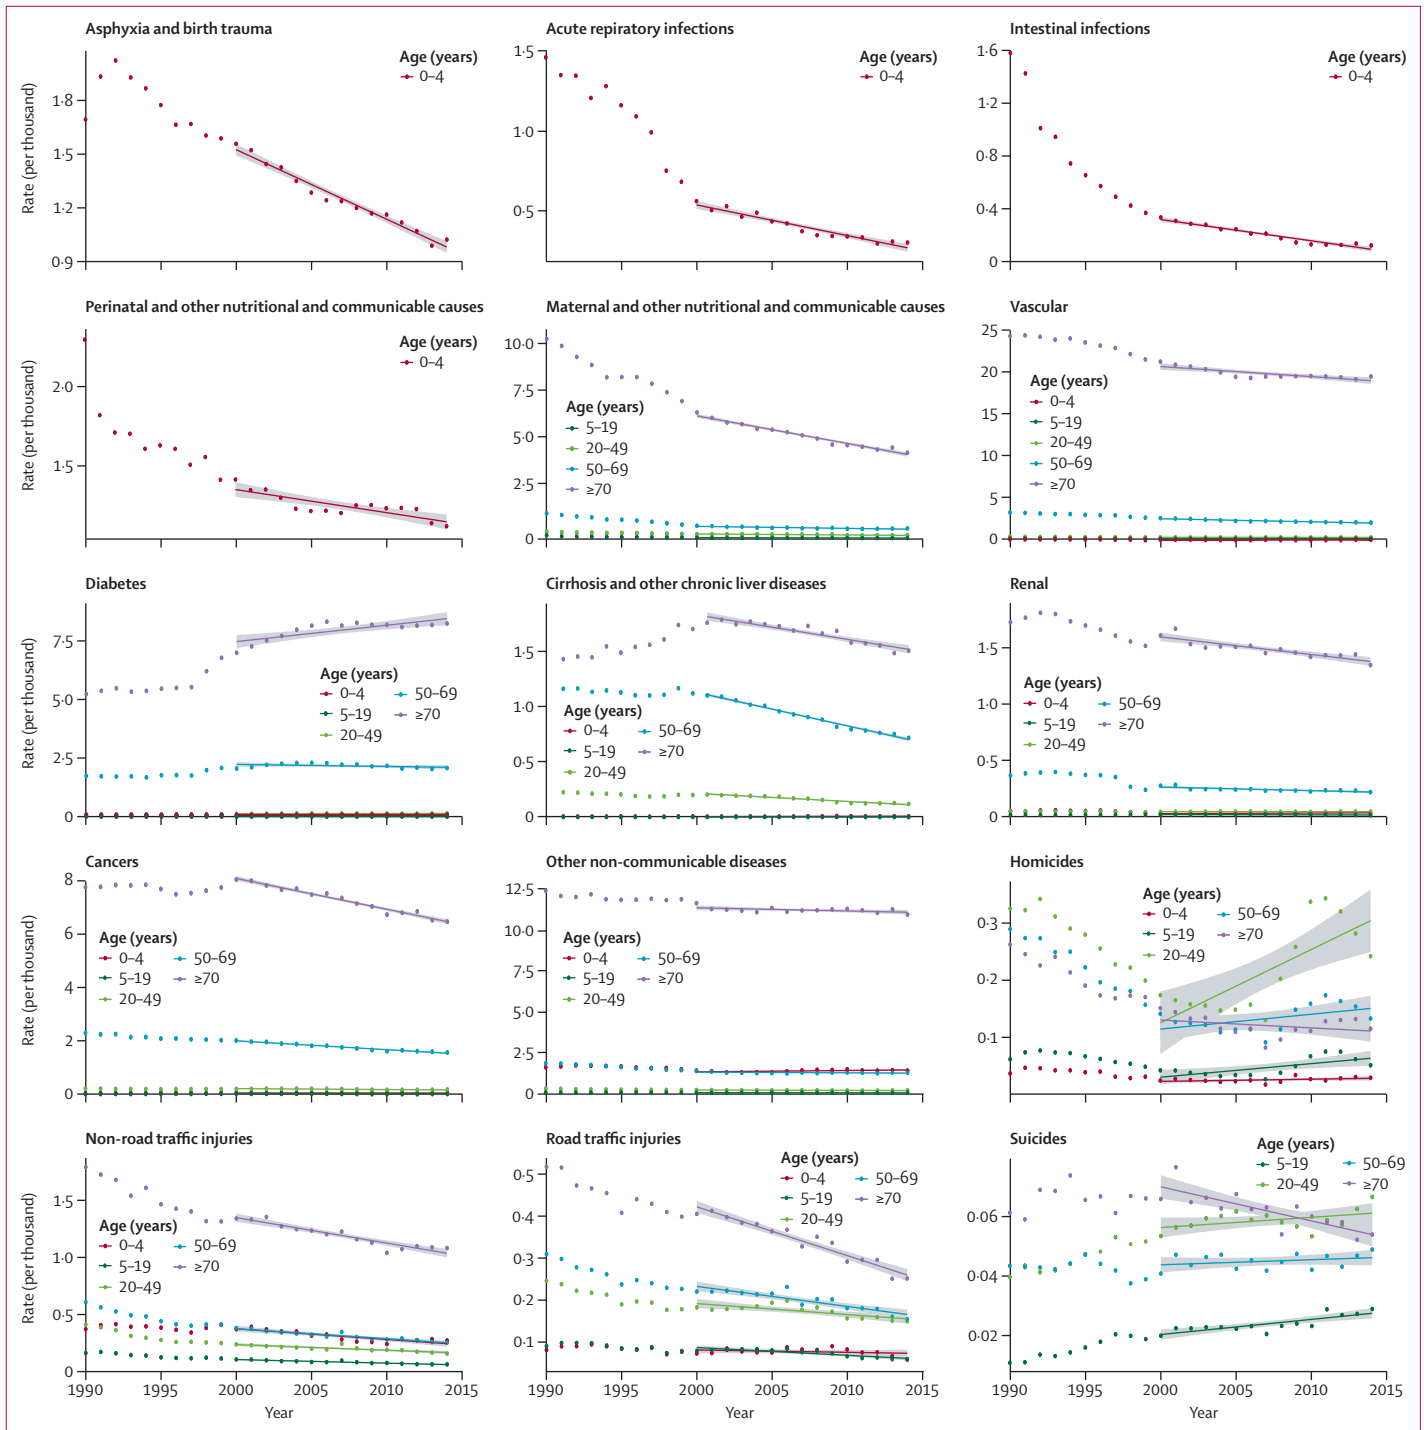 Asphyxia and birth trauma
Rate (per thousand)
1·8
1·5
1·2
0·9
Age (years)
0–4
Acute repiratory infections
1·5
1·0
0·5
Age (years)
0–4
Intestinal infections
1·6
1·2
0·8
0·4
0
Age (years)
0–4
Perinatal and other nutritional and communicable causes
Rate (per thousand)
2·0
1·5
Age (years)
0–4
Maternal and other nutritional and communicable causes
10·0
7·5
5·0
2·5
0
Age (years)
5–19
20–49
50–69
≥70
Vascular
25
20
15
10
5
0
Age (years)
0–4
5–19
20–49
50–69
≥70
Diabetes
Rate (per thousand)
7·5
5·0
2·5
0
Age (years)
0–4 50–69
5–19 ≥70
20–49
Cirrhosis and other chronic liver diseases
1·5
1·0
0·5
0
Age (years)
0–4 50–69
5–19 ≥70
20–49
Renal
1·5
1·0
0·5
0
Age (years)
0–4 50–69
5–19 ≥70
20–49
Cancers
Rate (per thousand)
8
6
4
2
0
Age (years)
0–4 50–69
5–19 ≥70
20–49
Other non-communicable diseases
12·5
10·0
7·5
5·0
2·5
0
Age (years)
0–4 50–69
5–19 ≥70
20–49
Homicides
0·3
0·2
0·1
Age (years)
0–4 50–69
5–19 ≥70
20–49
Non-road traffic injuries
Rate (per thousand)
1·5
1·0
0·5
0
Age (years)
0–4 50–69
5–19 ≥70
20–49
1990 1995 2000 2005 2010 2015
Year
Road traffic injuries
0·5
0·4
0·3
0·2
0·1
Age (years)
0–4 50–69
5–19 ≥70
20–49
1990 1995 2000 2005 2010 2015
Year
Suicides
0·06
0·04
0·02
Age (years)
5–19 50–69
20–49 ≥70
1990 1995 2000 2005 2010 2015
Year